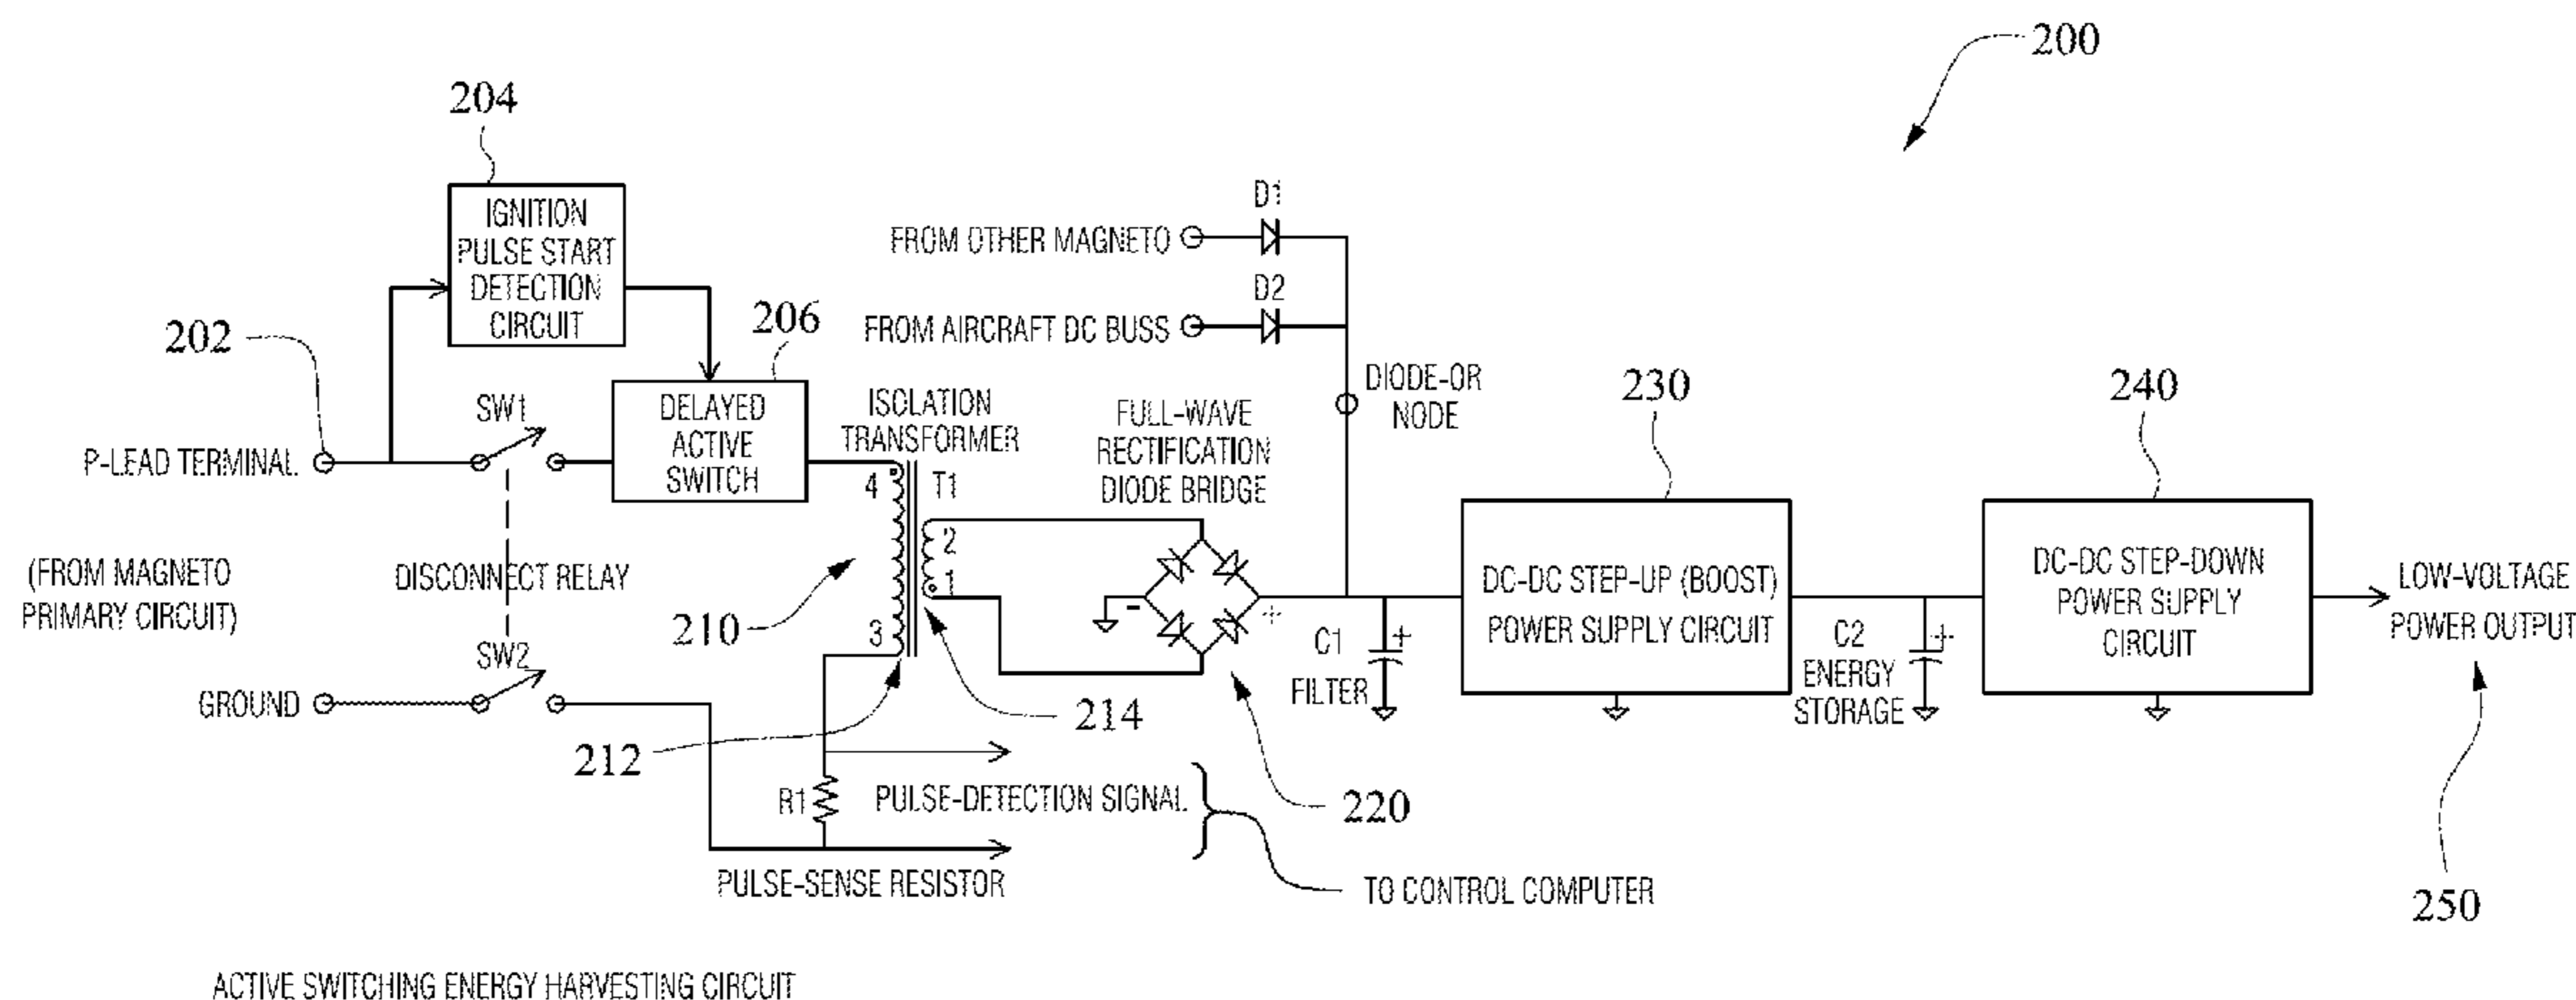 200
204
IGNITION
PULSE START
DETECTION
CIRCUIT
D1
FROM OTHER MAGNETO
D2
FROM AIRCRAFT DC BUSS
202
206
DIODE-OR
NODE
230
240
SW1
DELAYED
ACTIVE
SWITCH
ISOLATION
TRANSFORMER
FULL-WAVE
RECTIFICATION
DIODE BRIDGE
P-LEAD TERMINAL
4
T1
2
1
3
(FROM MAGNETO
PRIMARY CIRCUIT)
DISCONNECT RELAY
210
-
+
DC-DC STEP-UP (BOOST)
POWER SUPPLY CIRCUIT
DC-DC STEP-DOWN
POWER SUPPLY
CIRCUIT
LOW-VOLTAGE
POWER OUTPUT
C1
+
FILTER
C2
+
ENERGY
STORAGE
SW2
GROUND
212
214
R1
PULSE-DETECTION SIGNAL
220
PULSE-SENSE RESISTOR
TO CONTROL COMPUTER
250
ACTIVE SWITCHING ENERGY HARVESTING CIRCUIT